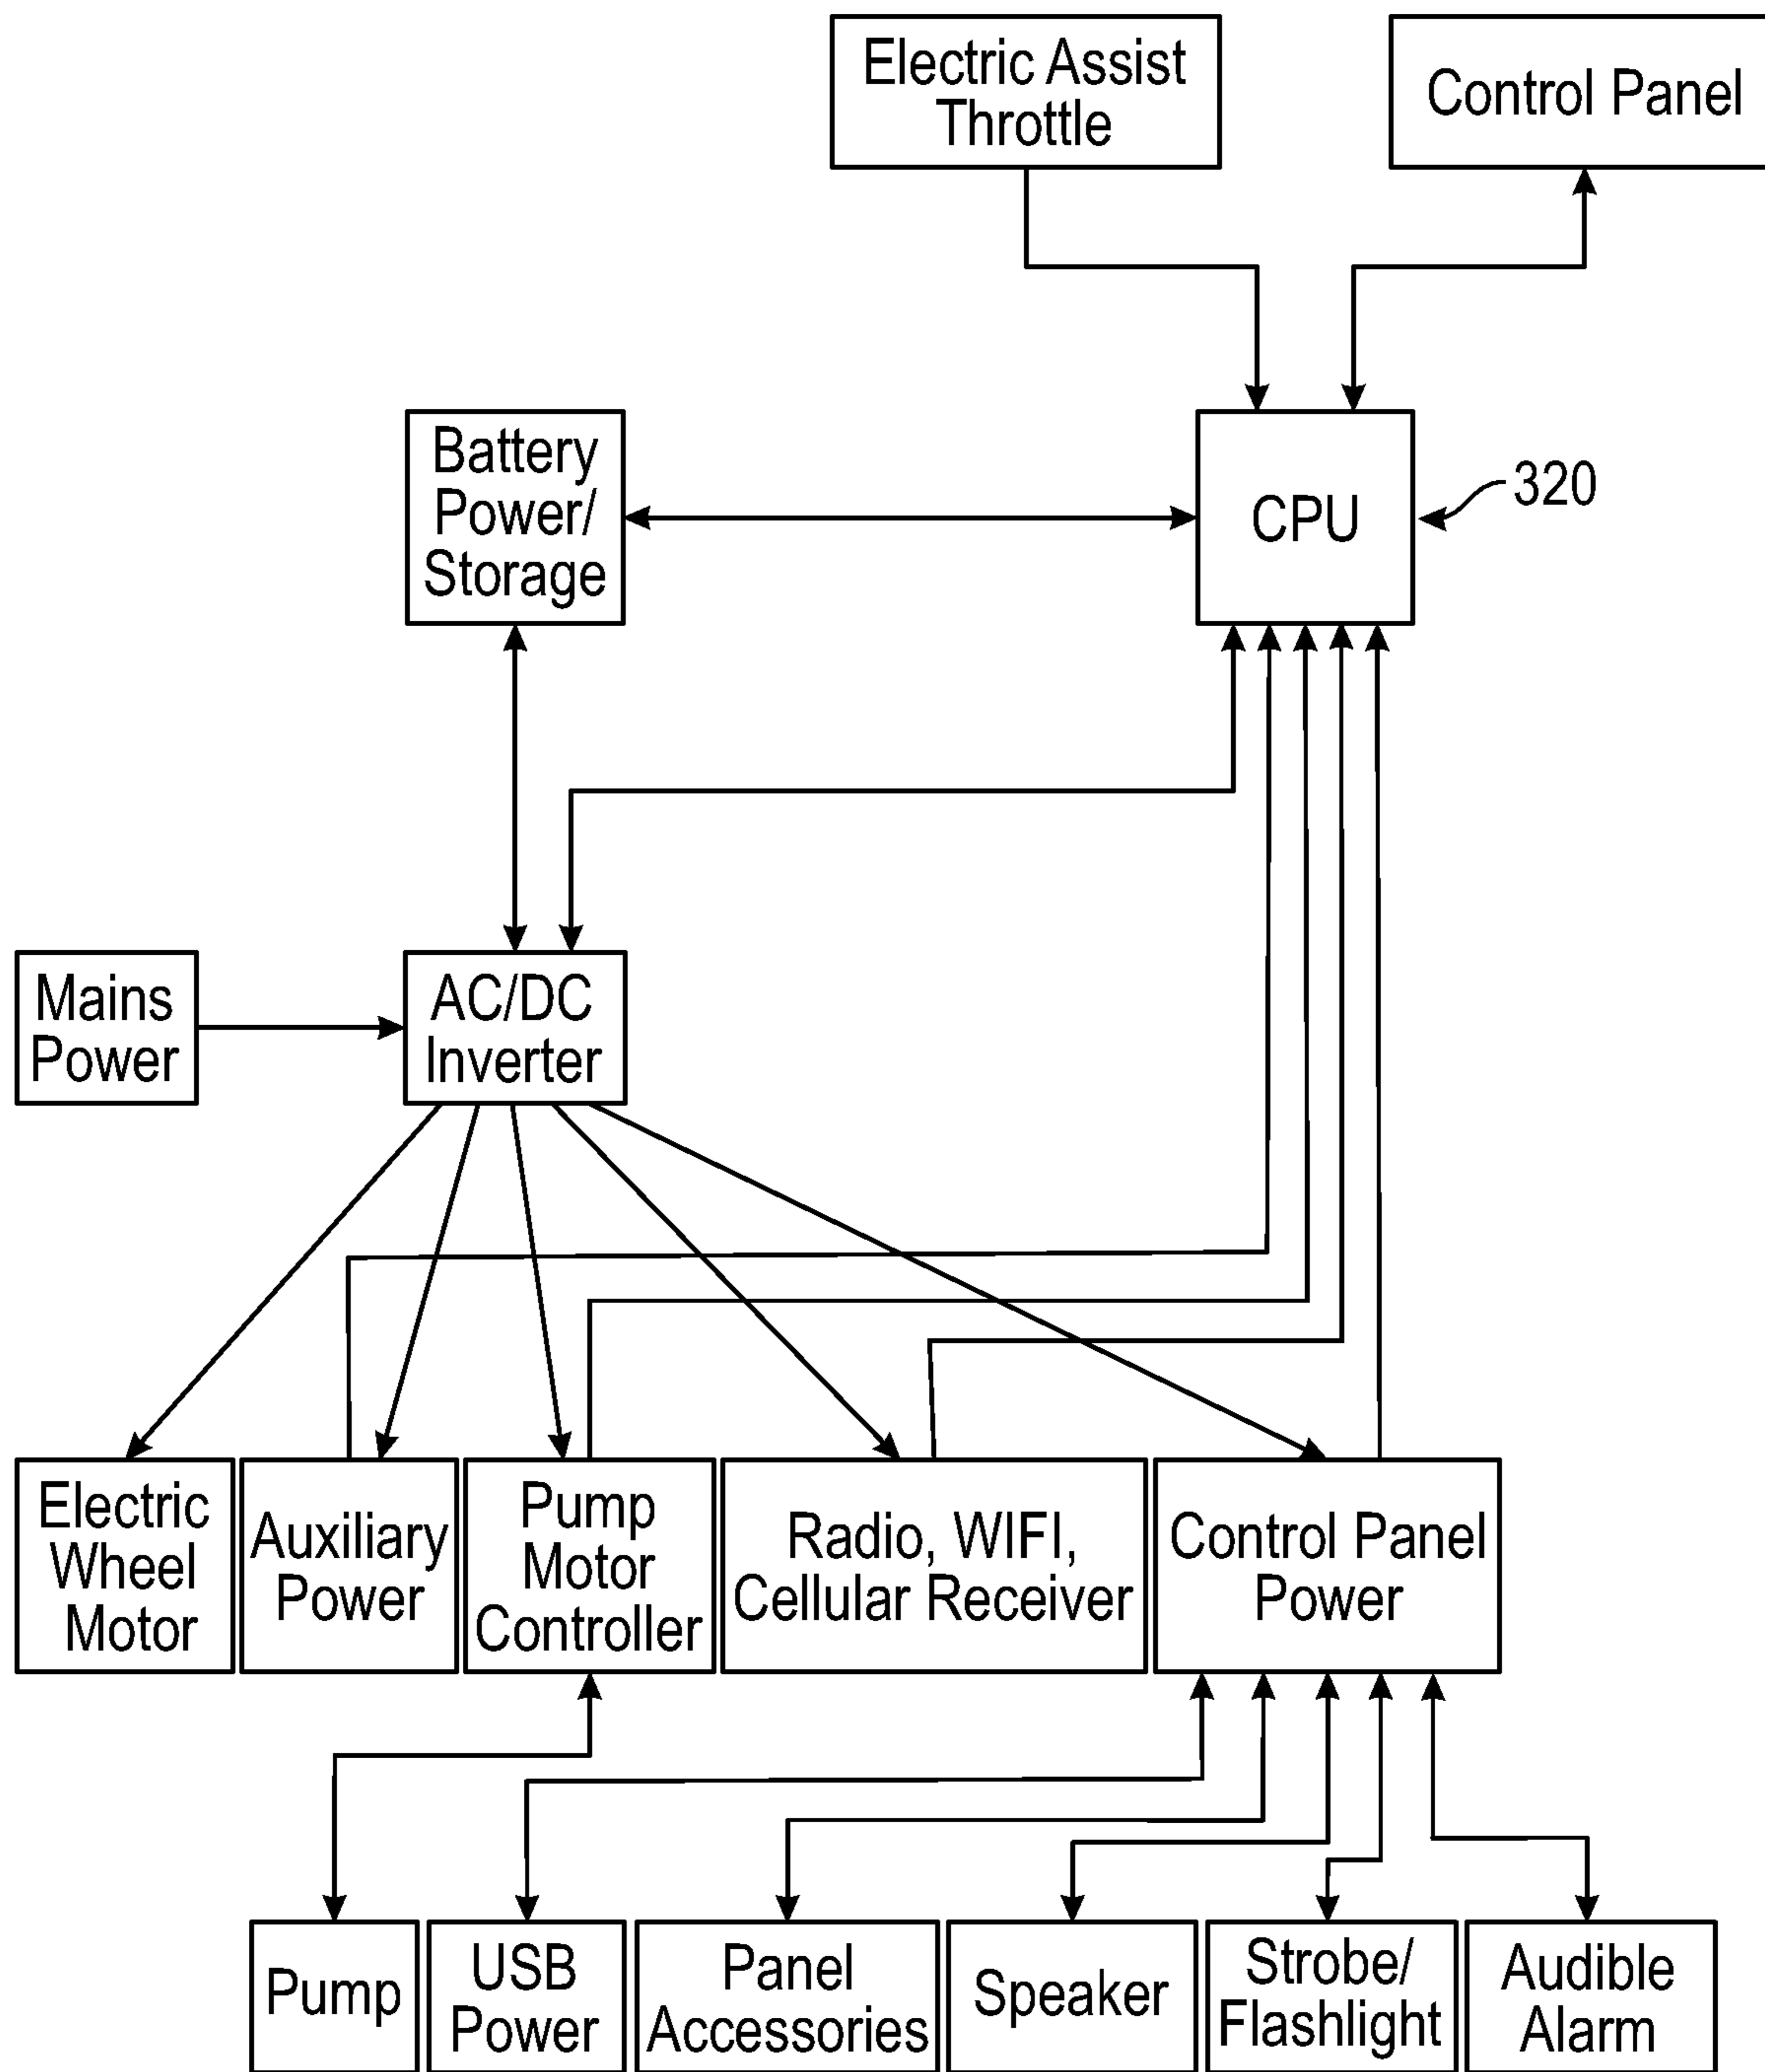 Electric Assist
Throttle
Control Panel
Battery
Power/
Storage
CPU
320
Mains
Power
AC/DC
Inverter
Electric
Wheel
Motor
Auxiliary
Power
Pump
Motor
Controller
Radio, WIFI,
Cellular Receiver
Control Panel
Power
Pump
USB
Power
Panel
Accessories
Speaker
Strobe/
Flashlight
Audible
Alarm